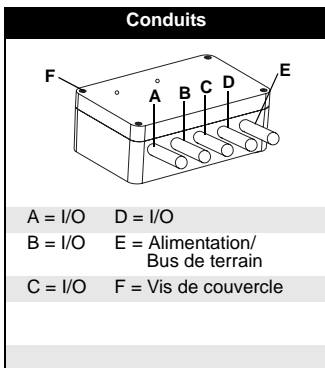 Conduits
F
A
B
C
D
E
A = I/O D = I/O
B = I/O E = Alimentation/
Bus de terrain
C = I/O F = Vis de couvercle